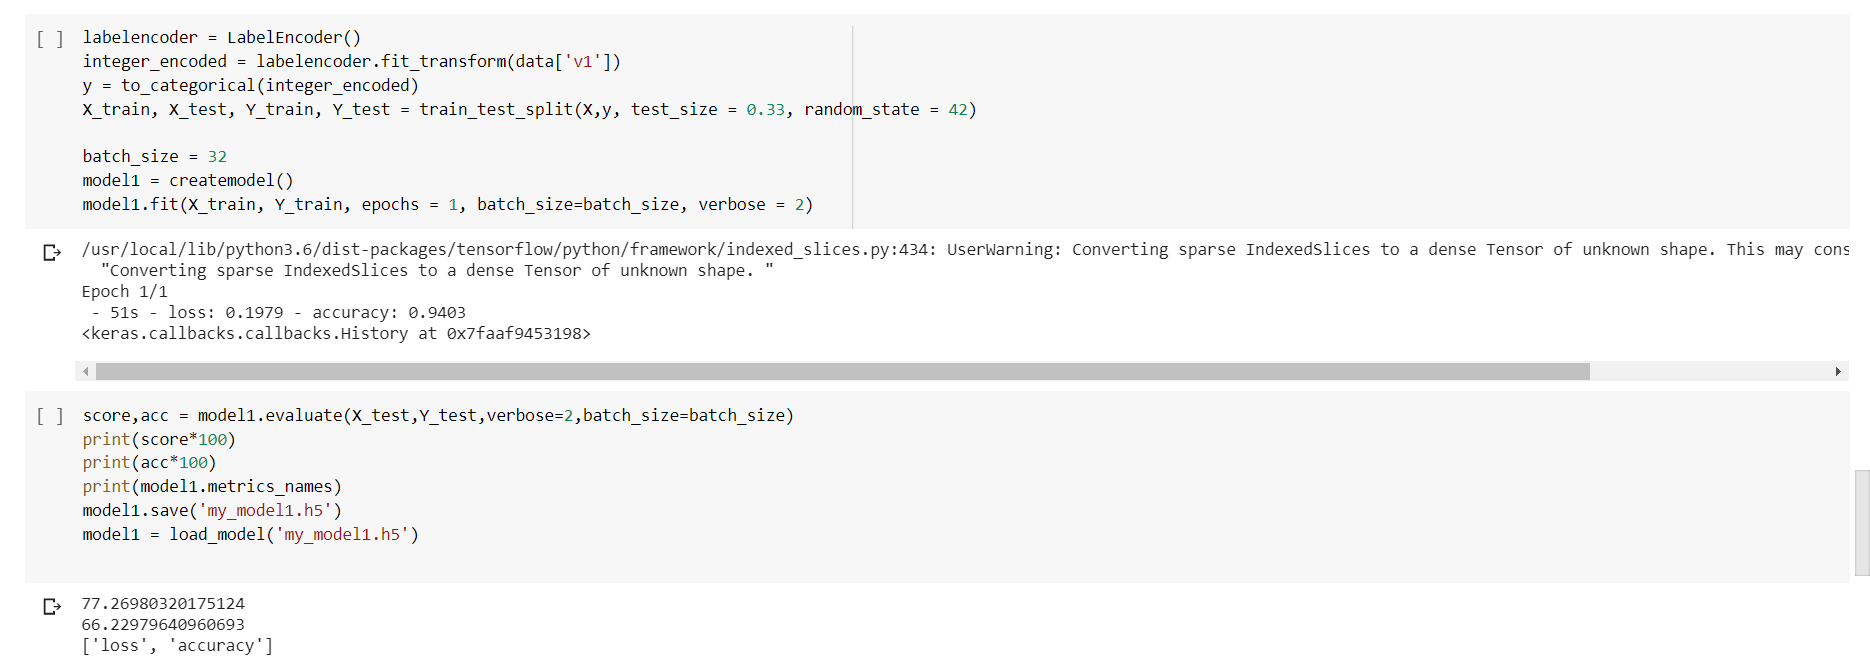 [ ] labelencoder = LabelEncoder()
integer_encoded = labelencoder.fit_transform(data['v1'])
y = to_categorical(integer_encoded)
X_train, X_test, Y_train, Y_test = train_test_split(X,y, test_size = 0.33, random_state = 42)
batch_size = 32
model1 = createmodel()
model1.fit(X_train, Y_train, epochs = 1, batch_size=batch_size, verbose = 2)
/usr/local/lib/python3.6/dist-packages/tensorflow/python/framework/indexed_slices.py:434: UserWarning: Converting sparse IndexedSlices to a dense Tensor of unknown shape. This may cons
"Converting sparse IndexedSlices to a dense Tensor of unknown shape. "
Epoch 1/1
- 51s - loss: 0.1979 - accuracy: 0.9403
<keras.callbacks.callbacks.History at 0x7faaf9453198>
[ ] score,acc = model1.evaluate(X_test,Y_test,verbose=2,batch_size=batch_size)
print(score*100)
print(acc*100)
print(model1.metrics_names)
model1.save('my_model1.h5')
model1 = load_model('my_model1.h5')
77.26980320175124
66.22979640960693
['loss', 'accuracy']